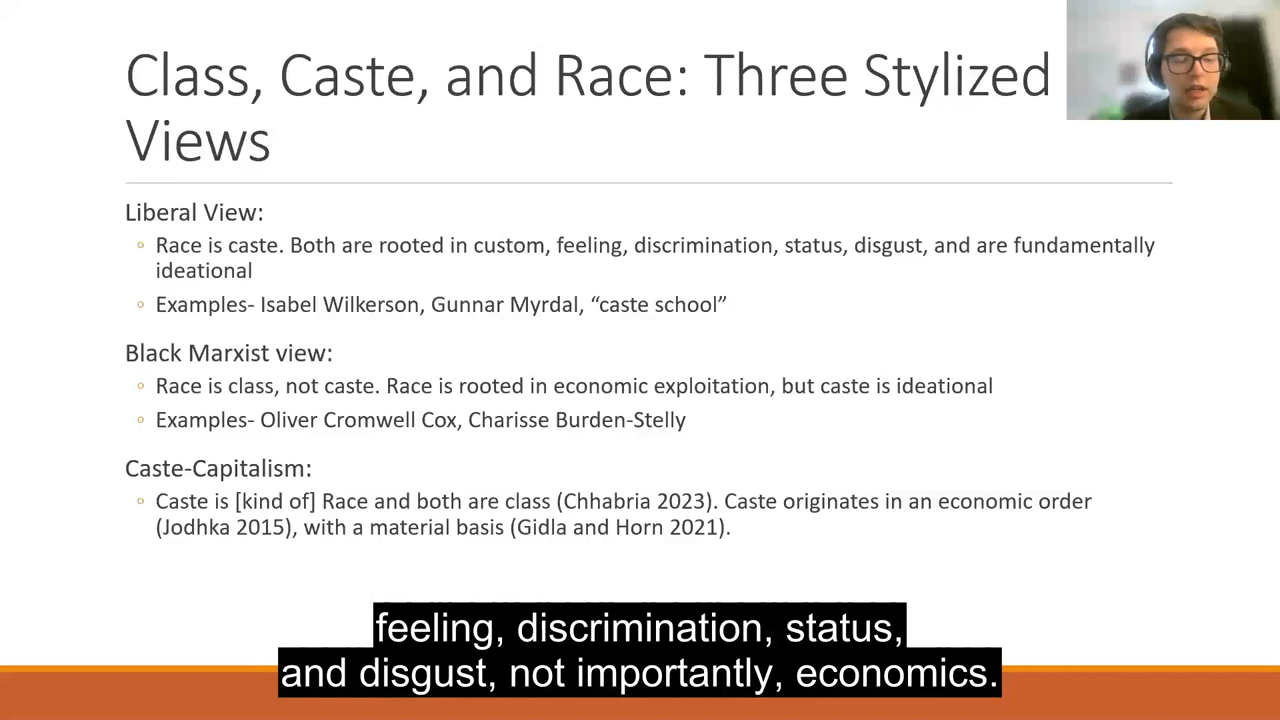 Class, Caste, and Race: Three Stylized
Views
Liberal View:
◦ Race is caste. Both are rooted in custom, feeling, discrimination, status, disgust, and are fundamentally
ideational
◦ Examples- Isabel Wilkerson, Gunnar Myrdal, “caste school”
Black Marxist view:
◦ Race is class, not caste. Race is rooted in economic exploitation, but caste is ideational
◦ Examples- Oliver Cromwell Cox, Charisse Burden-Stelly
Caste-Capitalism:
◦ Caste is [kind of] Race and both are class (Chhabria 2023). Caste originates in an economic order
(Jodhka 2015), with a material basis (Gidla and Horn 2021).
feeling, discrimination, status,
and disgust, not importantly, economics.